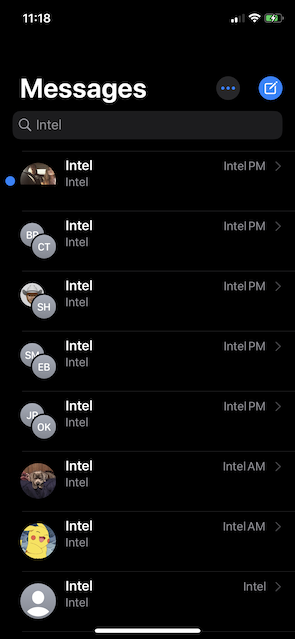 11:18
Messages
Intel
Intel Intel PM
Intel
BP
CT
Intel Intel PM
Intel
SH
Intel Intel PM
Intel
SM
EB
Intel Intel PM
Intel
JP
OK
Intel Intel PM
Intel
Intel Intel AM
Intel
Intel Intel AM
Intel
Intel Intel
Intel